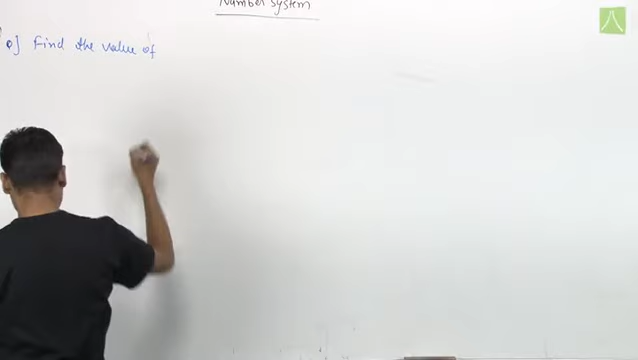 Number System
Q] Find the value of